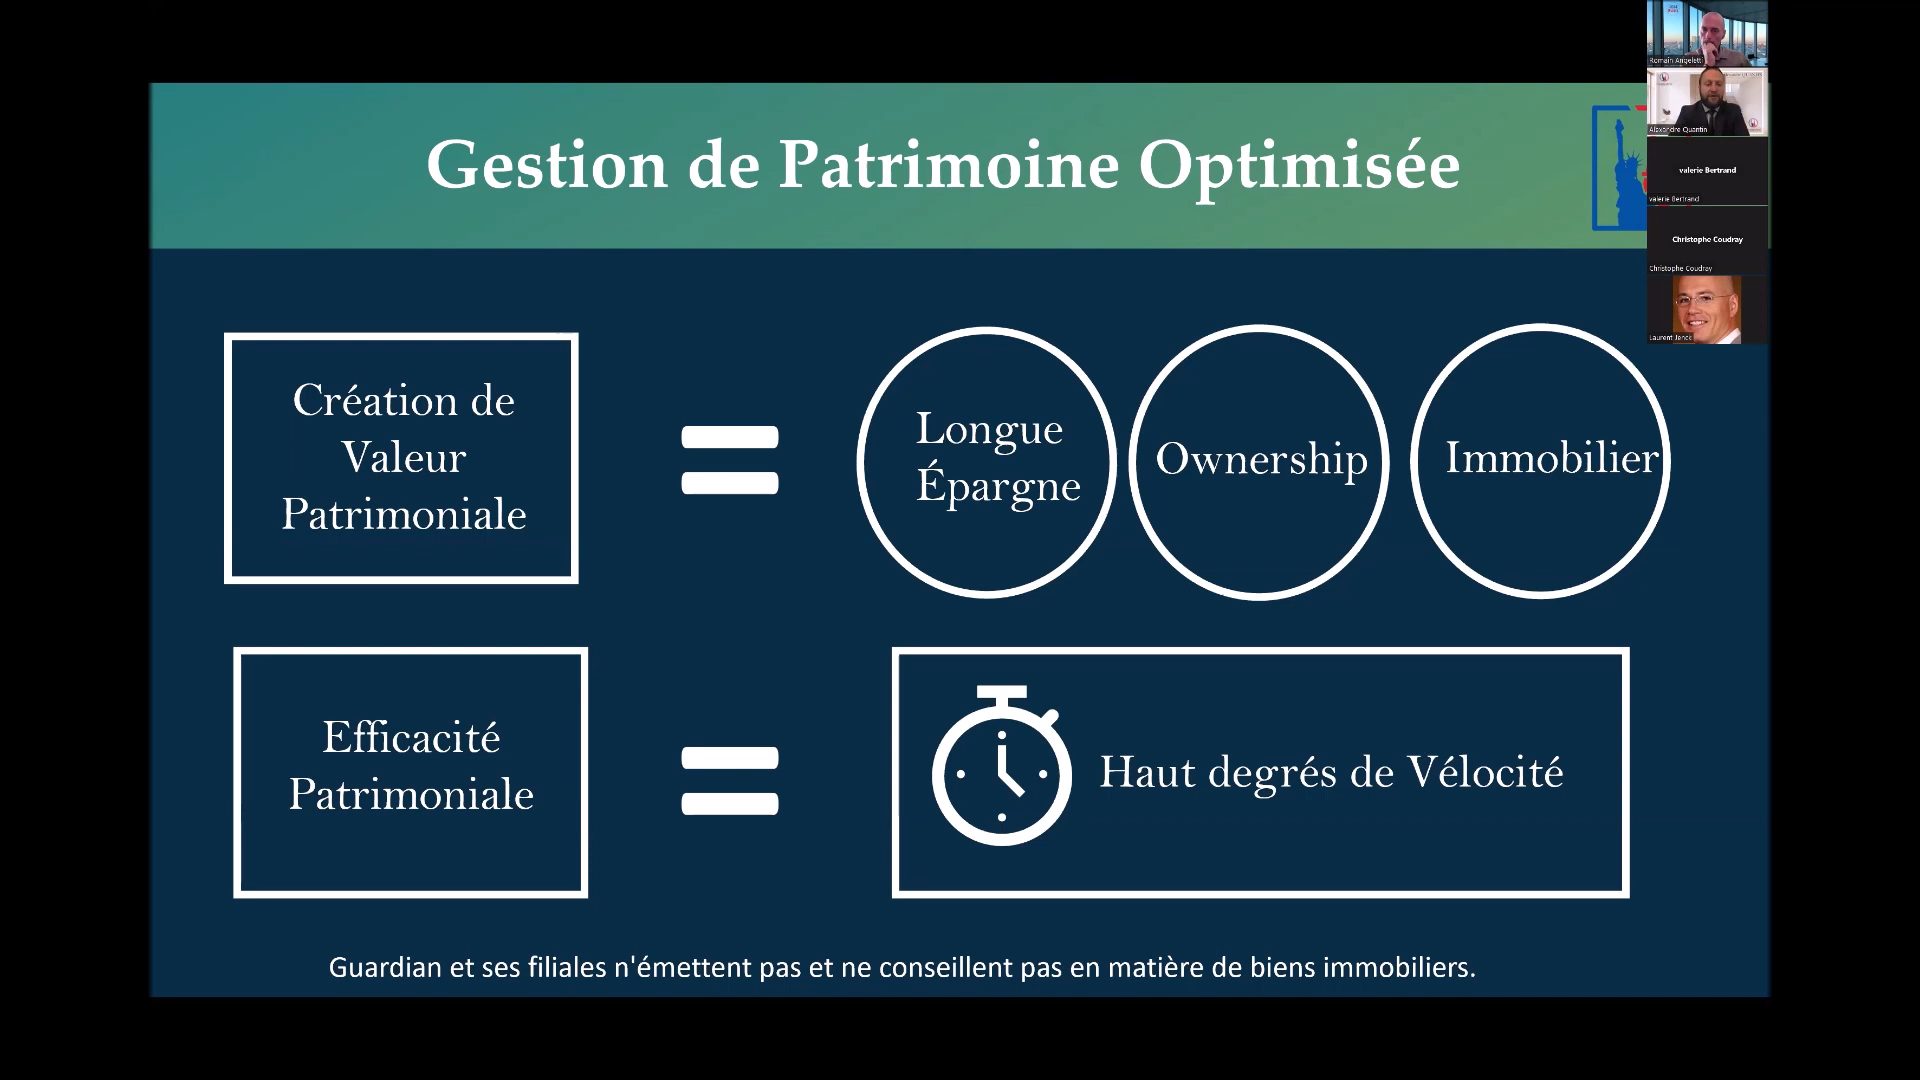 Gestion de Patrimoine Optimisée
Romain Angeletti
Alexandre Quantin
valerie Bertrand
valerie Bertrand
Christophe Coudray
Christophe Coudray
Laurent Jenck
Création de
Valeur
Patrimoniale
Longue
Épargne
Ownership
Immobilier
Efficacité
Patrimoniale
Haut degrés de Vélocité
Guardian et ses filiales n'émettent pas et ne conseillent pas en matière de biens immobiliers.